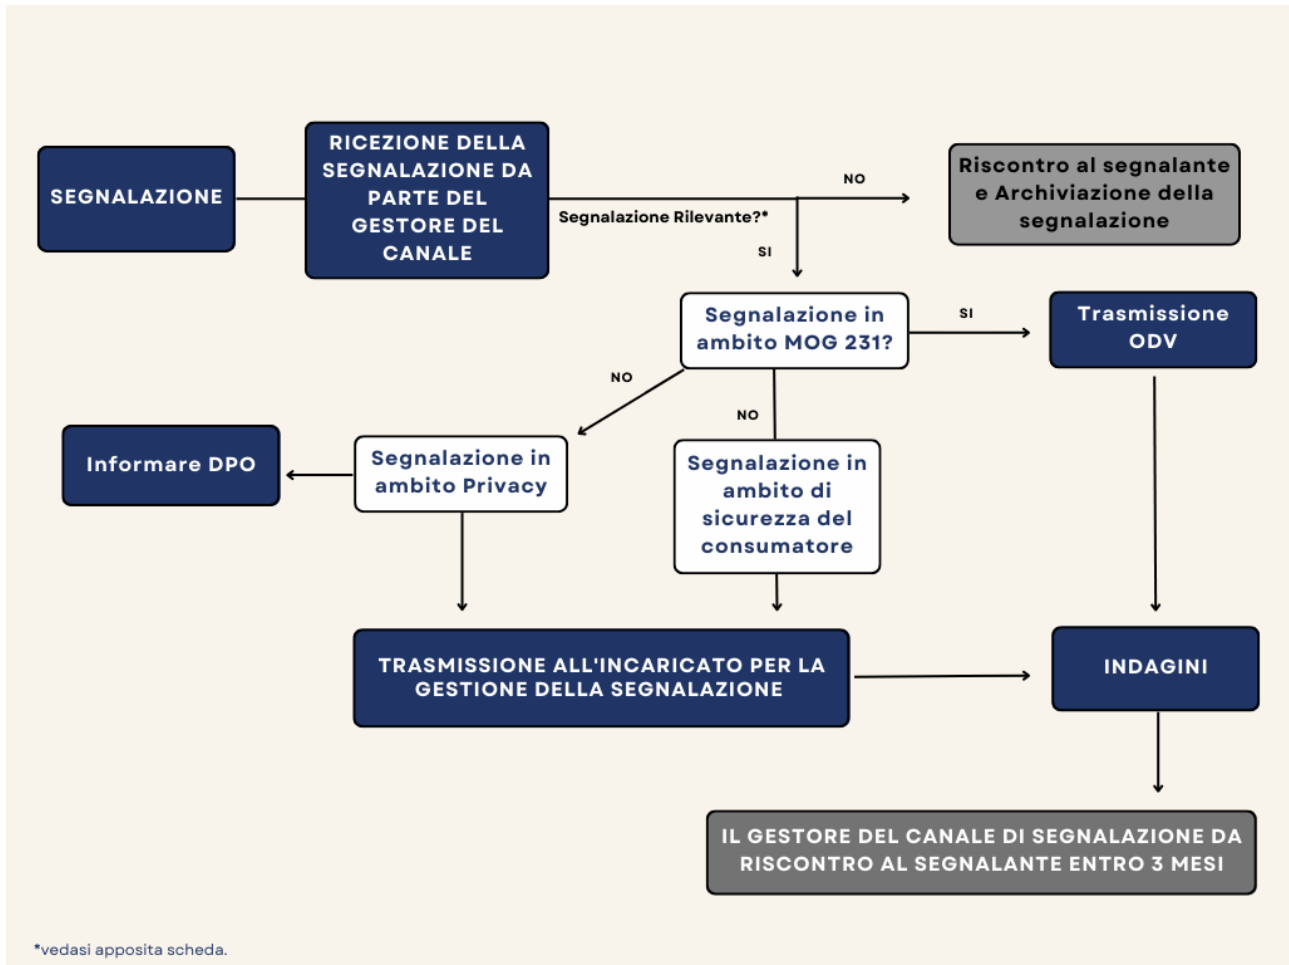 SEGNALAZIONE
RICEZIONE DELLA
SEGNALAZIONE DA
PARTE DEL
GESTORE DEL
CANALE
Segnalazione Rilevante?*
NO
SI
Riscontro al segnalante
e Archiviazione della
segnalazione
Segnalazione in
ambito MOG 231?
SI
Trasmissione
ODV
NO
NO
Informare DPO
Segnalazione in
ambito Privacy
Segnalazione in
ambito di
sicurezza del
consumatore
TRASMISSIONE ALL'INCARICATO PER LA
GESTIONE DELLA SEGNALAZIONE
INDAGINI
IL GESTORE DEL CANALE DI SEGNALAZIONE DA
RISCONTRO AL SEGNALANTE ENTRO 3 MESI
*vedasi apposita scheda.